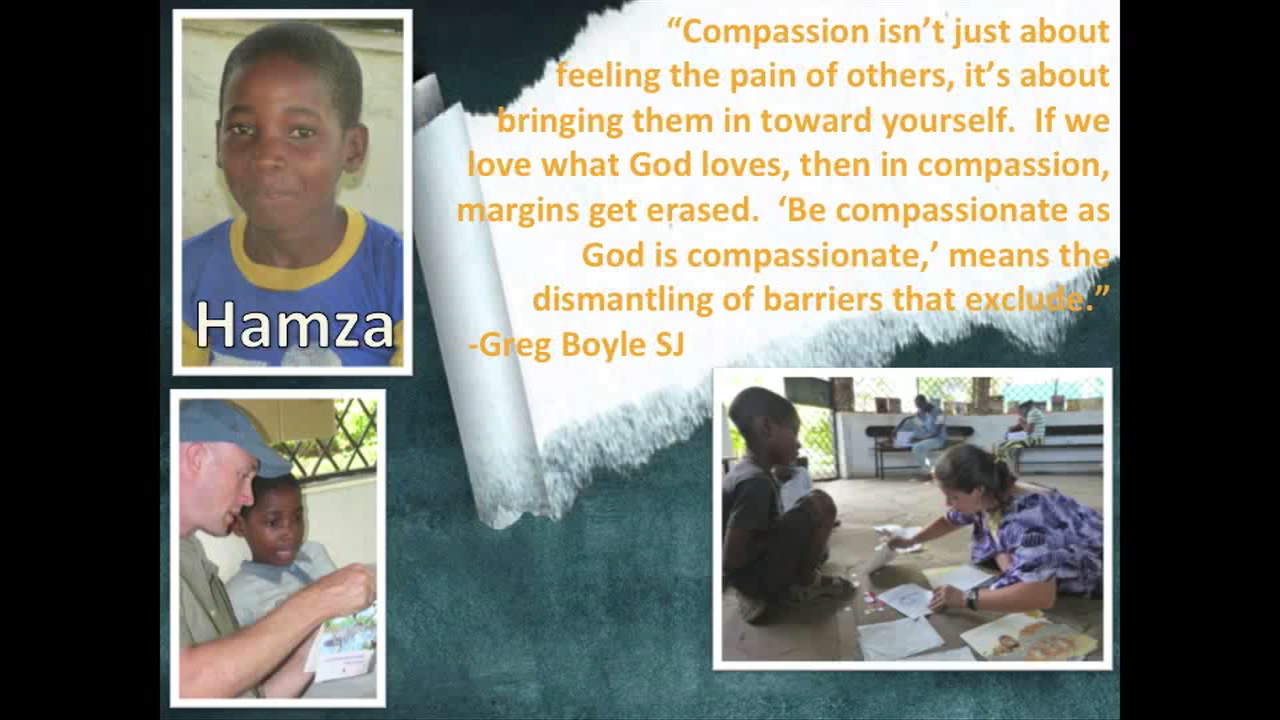 “Compassion isn’t just about
feeling the pain of others, it’s about
bringing them in toward yourself.  If we
love what God loves, then in compassion,
margins get erased.  ‘Be compassionate as
God is compassionate,’ means the
dismantling of barriers that exclude.”
-Greg Boyle SJ
Hamza